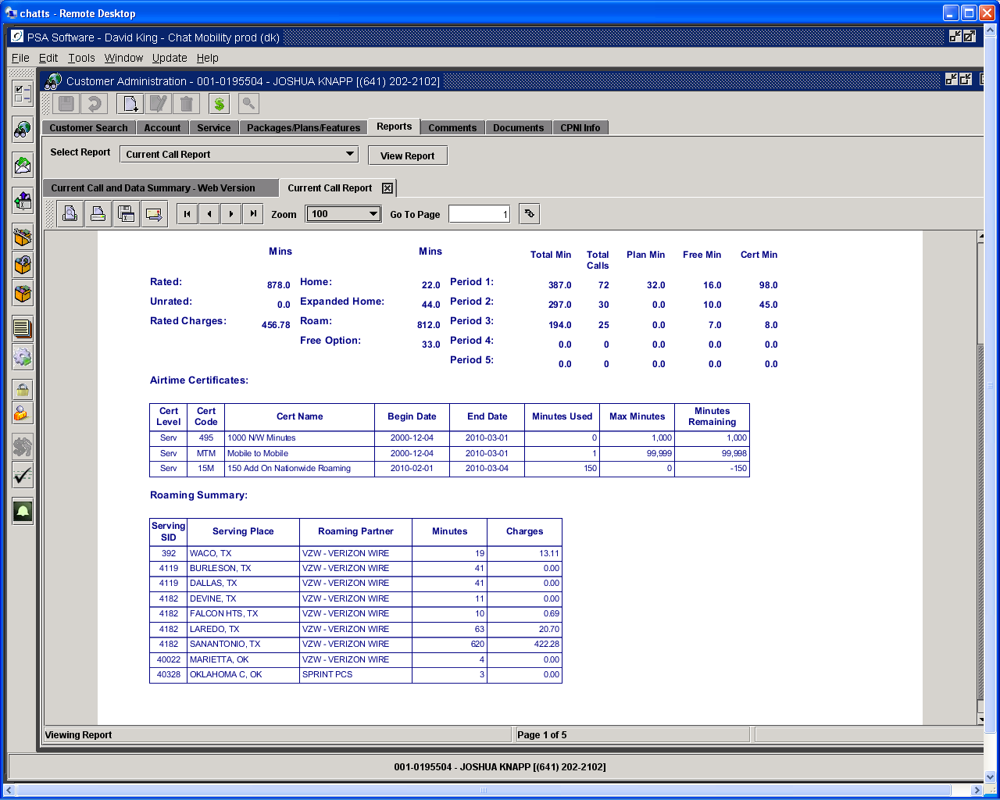 chatts - Remote Desktop
PSA Software - David King - Chat Mobility prod (dk)
File Edit Tools Window Update Help
Customer Administration - 001-0195504 - JOSHUA KNAPP [(641) 202-2102]
Customer Search Account Service Packages/Plans/Features Reports Comments Documents CPNI Info
Select Report Current Call Report View Report
Current Call and Data Summary - Web Version Current Call Report
Zoom 100 Go To Page 1
Mins Mins Total Min Total Calls Plan Min Free Min Cert Min
Rated: 878.0 Home: 22.0 Period 1: 387.0 72 32.0 16.0 98.0
Unrated: 0.0 Expanded Home: 44.0 Period 2: 297.0 30 0.0 10.0 45.0
Rated Charges: 456.78 Roam: 812.0 Period 3: 194.0 25 0.0 7.0 8.0
Free Option: 33.0 Period 4: 0.0 0 0.0 0.0 0.0
Period 5: 0.0 0 0.0 0.0 0.0
Airtime Certificates:
Cert Level Cert Code Cert Name Begin Date End Date Minutes Used Max Minutes Minutes Remaining
Serv 495 1000 N/W Minutes 2000-12-04 2010-03-01 0 1,000 1,000
Serv MTM Mobile to Mobile 2000-12-04 2010-03-01 1 99,999 99,998
Serv 15M 150 Add On Nationwide Roaming 2010-02-01 2010-03-04 150 0 -150
Roaming Summary:
Serving SID Serving Place Roaming Partner Minutes Charges
392 WACO, TX VZW - VERIZON WIRE 19 13.11
4119 BURLESON, TX VZW - VERIZON WIRE 41 0.00
4119 DALLAS, TX VZW - VERIZON WIRE 41 0.00
4182 DEVINE, TX VZW - VERIZON WIRE 11 0.00
4182 FALCON HTS, TX VZW - VERIZON WIRE 10 0.69
4182 LAREDO, TX VZW - VERIZON WIRE 63 20.70
4182 SANANTONIO, TX VZW - VERIZON WIRE 620 422.28
40022 MARIETTA, OK VZW - VERIZON WIRE 4 0.00
40328 OKLAHOMA C, OK SPRINT PCS 3 0.00
Viewing Report Page 1 of 5
001-0195504 - JOSHUA KNAPP [(641) 202-2102]